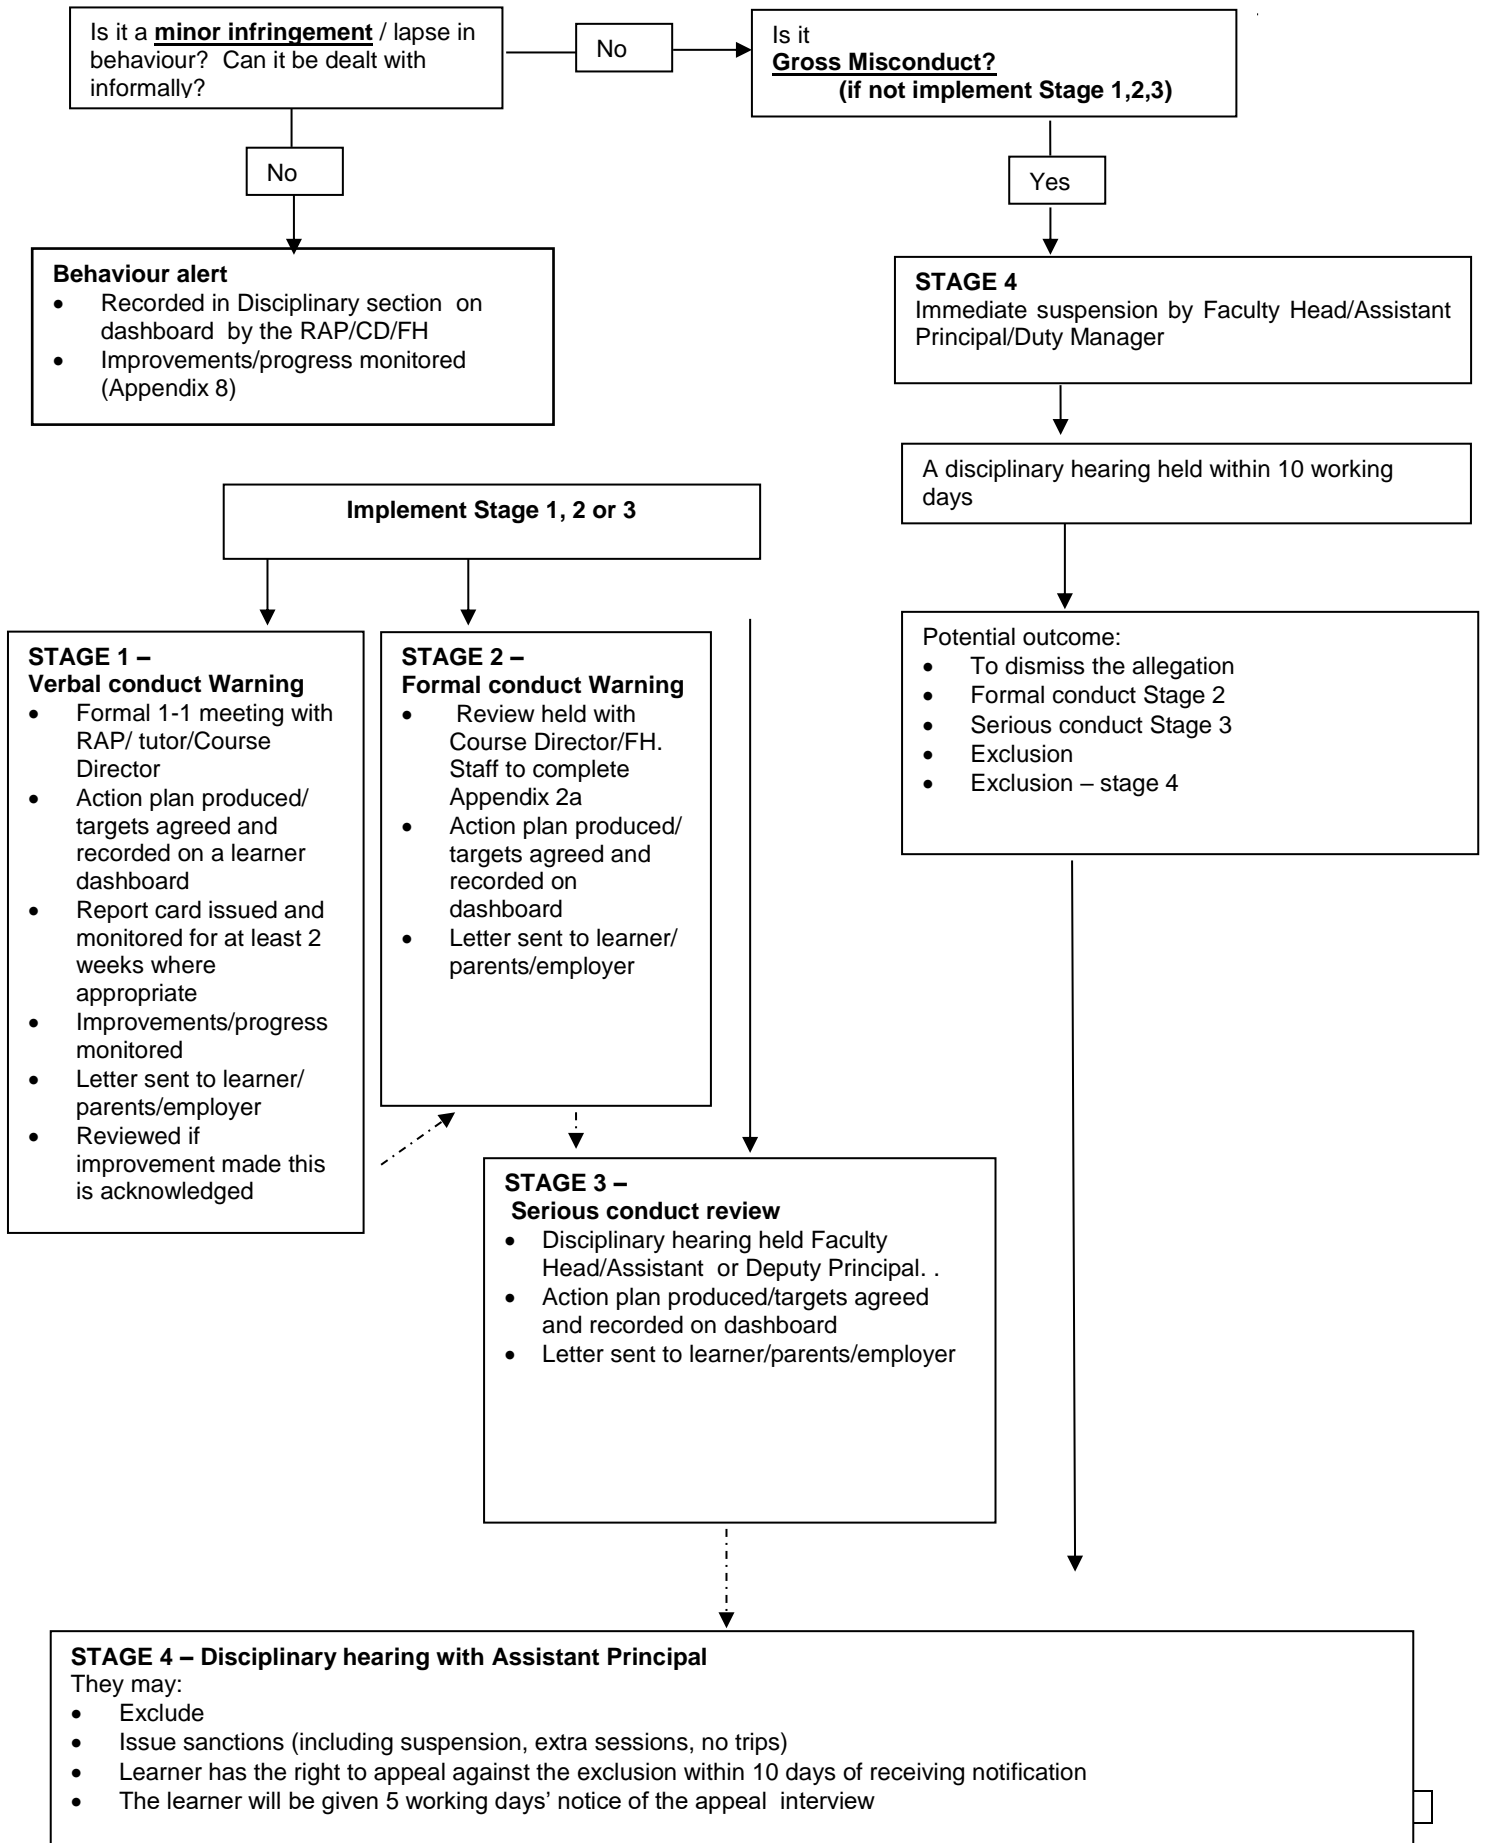 Is it a minor infringement / lapse in
behaviour? Can it be dealt with
informally?
No
Is it
Gross Misconduct?
(if not implement Stage 1,2,3)
No
Yes
Behaviour alert
• Recorded in Disciplinary section on
dashboard by the RAP/CD/FH
• Improvements/progress monitored
(Appendix 8)
STAGE 4
Immediate suspension by Faculty Head/Assistant
Principal/Duty Manager
A disciplinary hearing held within 10 working
days
Implement Stage 1, 2 or 3
STAGE 1 –
Verbal conduct Warning
• Formal 1-1 meeting with
RAP/ tutor/Course
Director
• Action plan produced/
targets agreed and
recorded on a learner
dashboard
• Report card issued and
monitored for at least 2
weeks where
appropriate
• Improvements/progress
monitored
• Letter sent to learner/
parents/employer
• Reviewed if
improvement made this
is acknowledged
STAGE 2 –
Formal conduct Warning
• Review held with
Course Director/FH.
Staff to complete
Appendix 2a
• Action plan produced/
targets agreed and
recorded on
dashboard
• Letter sent to learner/
parents/employer
Potential outcome:
• To dismiss the allegation
• Formal conduct Stage 2
• Serious conduct Stage 3
• Exclusion
• Exclusion – stage 4
STAGE 3 –
Serious conduct review
• Disciplinary hearing held Faculty
Head/Assistant or Deputy Principal. .
• Action plan produced/targets agreed
and recorded on dashboard
• Letter sent to learner/parents/employer
STAGE 4 – Disciplinary hearing with Assistant Principal
They may:
• Exclude
• Issue sanctions (including suspension, extra sessions, no trips)
• Learner has the right to appeal against the exclusion within 10 days of receiving notification
• The learner will be given 5 working days’ notice of the appeal interview